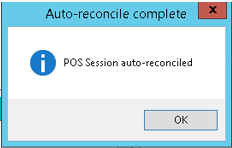 Auto-reconcile complete
x
POS Session auto-reconciled
OK